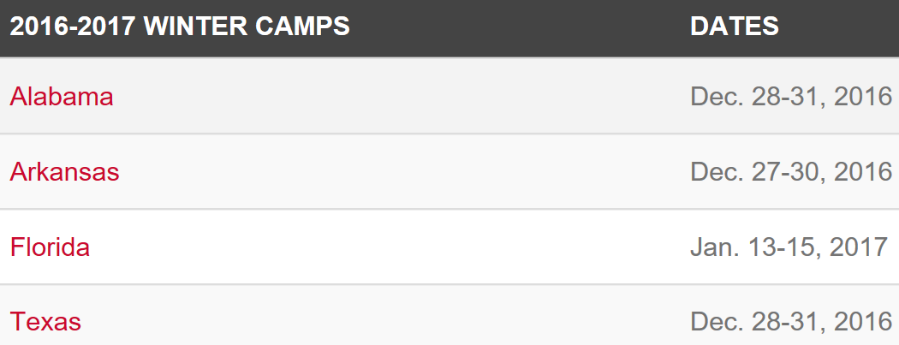 2016-2017 WINTER CAMPS DATES
Alabama Dec. 28-31, 2016
Arkansas Dec. 27-30, 2016
Florida Jan. 13-15, 2017
Texas Dec. 28-31, 2016